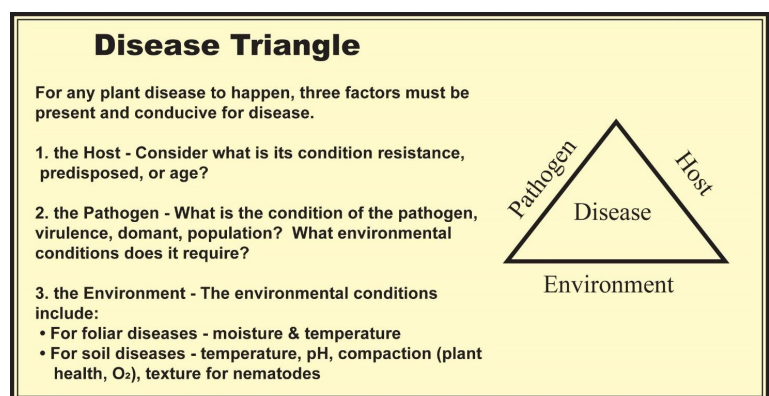 Disease Triangle
For any plant disease to happen, three factors must be
present and conducive for disease.
1. the Host - Consider what is its condition resistance,
predisposed, or age?
2. the Pathogen - What is the condition of the pathogen,
virulence, domant, population? What environmental
conditions does it require?
3. the Environment - The environmental conditions
include:
• For foliar diseases - moisture & temperature
• For soil diseases - temperature, pH, compaction (plant
health, O₂), texture for nematodes
Pathogen
Host
Disease
Environment